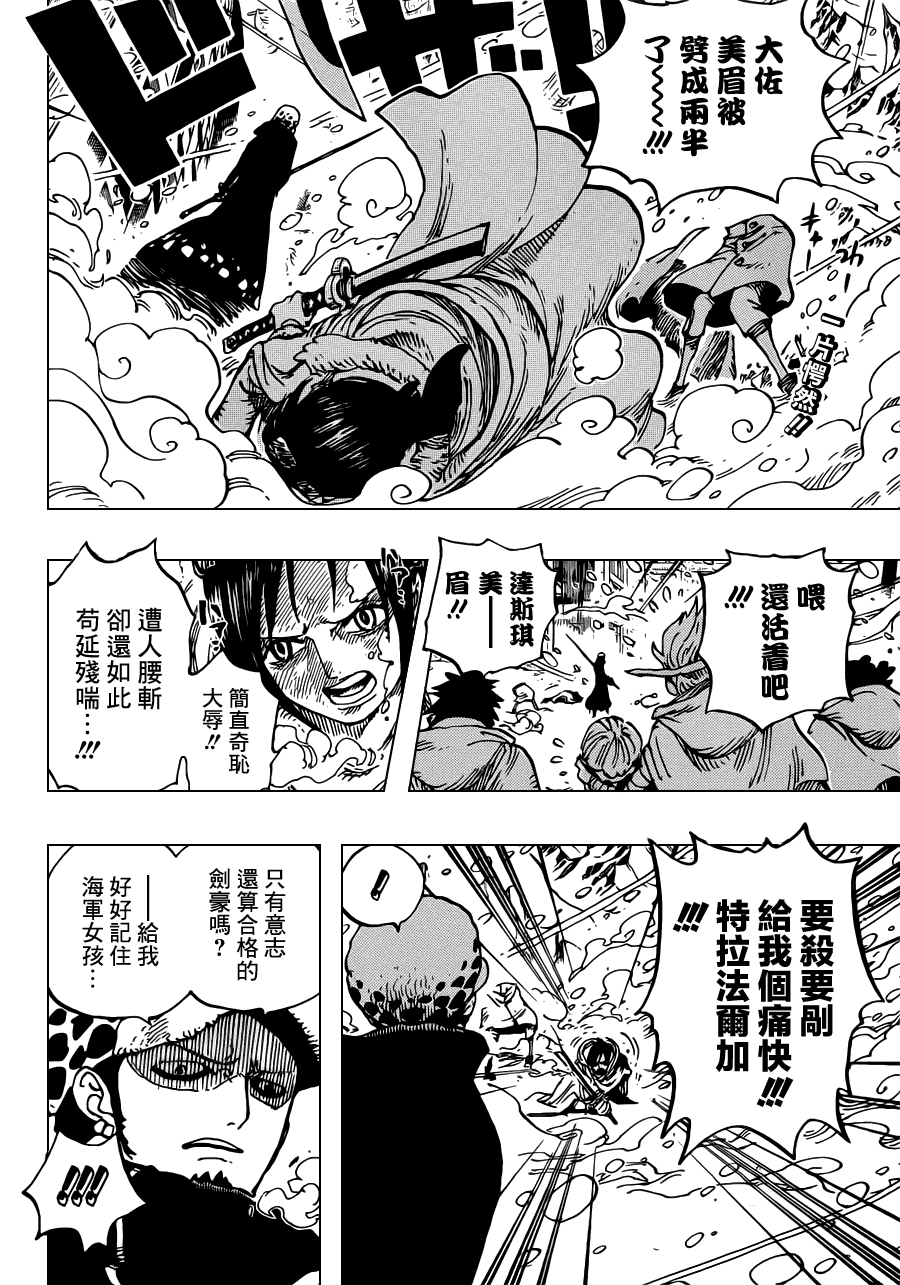 大佐
美眉被
劈成兩半
了～～～!!!
ドサ
一片愕然!!
喂
還活着吧
!!!
達斯琪
美——
眉!!
簡直奇恥
大辱!!
遭人腰斬
卻還如此
苟延殘喘…!!!
要殺要剮
給我個痛快!!!
特拉法爾加
!!!
!
只有意志
還算合格的
劍豪嗎?
——給我
好好記住
海軍女孩…
!!!!